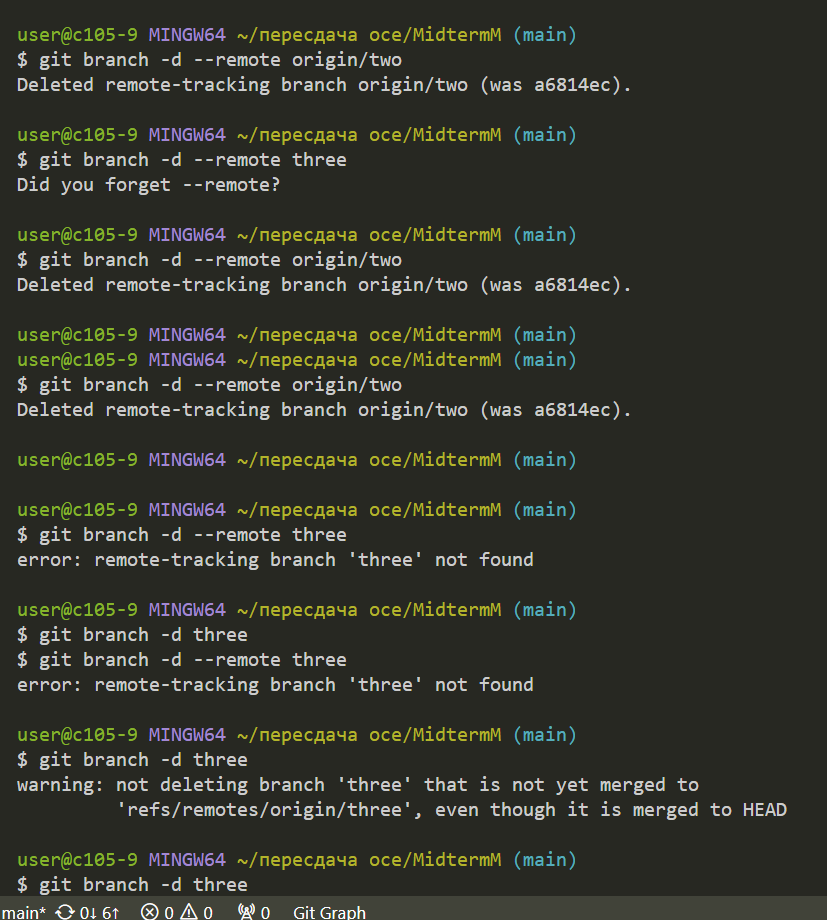 user@c105-9 MINGW64 ~/пересдача осе/MidtermM (main)
$ git branch -d --remote origin/two
Deleted remote-tracking branch origin/two (was a6814ec).
user@c105-9 MINGW64 ~/пересдача осе/MidtermM (main)
$ git branch -d --remote three
Did you forget --remote?
user@c105-9 MINGW64 ~/пересдача осе/MidtermM (main)
$ git branch -d --remote origin/two
Deleted remote-tracking branch origin/two (was a6814ec).
user@c105-9 MINGW64 ~/пересдача осе/MidtermM (main)
user@c105-9 MINGW64 ~/пересдача осе/MidtermM (main)
$ git branch -d --remote origin/two
Deleted remote-tracking branch origin/two (was a6814ec).
user@c105-9 MINGW64 ~/пересдача осе/MidtermM (main)
user@c105-9 MINGW64 ~/пересдача осе/MidtermM (main)
$ git branch -d --remote three
error: remote-tracking branch 'three' not found
user@c105-9 MINGW64 ~/пересдача осе/MidtermM (main)
$ git branch -d three
$ git branch -d --remote three
error: remote-tracking branch 'three' not found
user@c105-9 MINGW64 ~/пересдача осе/MidtermM (main)
$ git branch -d three
warning: not deleting branch 'three' that is not yet merged to
'refs/remotes/origin/three', even though it is merged to HEAD
user@c105-9 MINGW64 ~/пересдача осе/MidtermM (main)
$ git branch -d three
main* 0↓ 6↑ 0 0 0 Git Graph